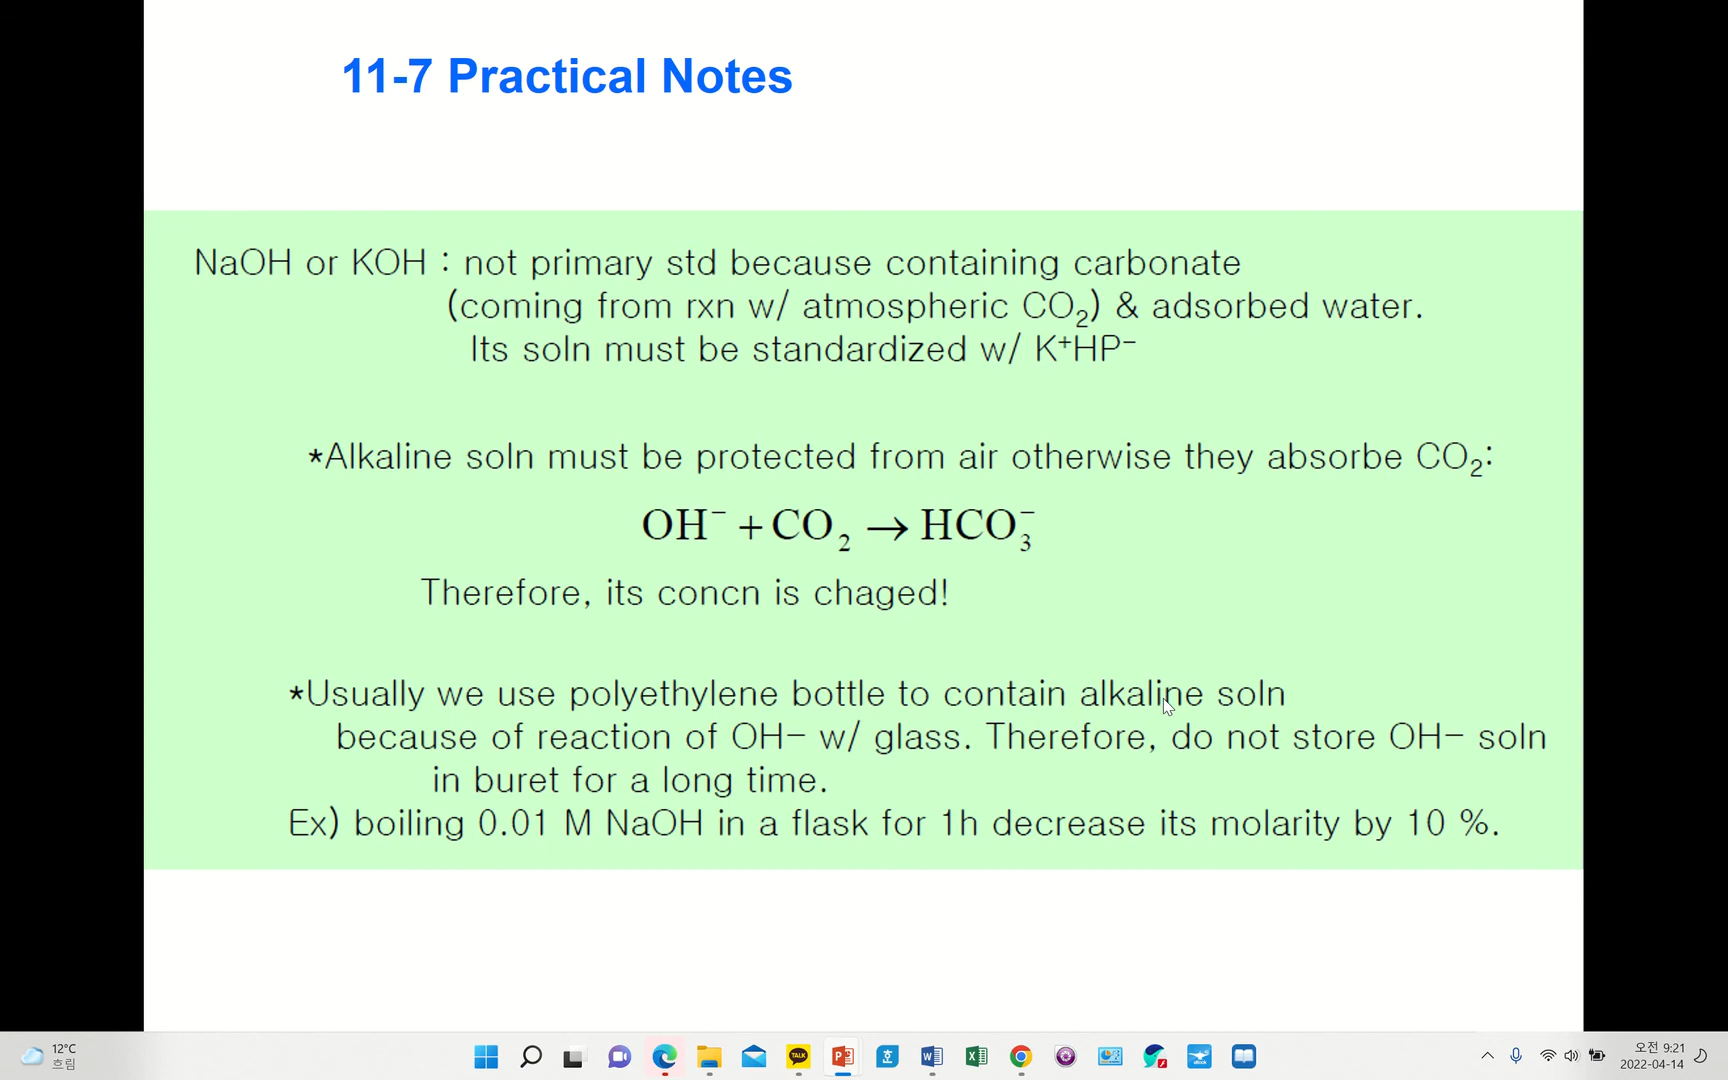 11-7 Practical Notes
NaOH or KOH : not primary std because containing carbonate
(coming from rxn w/ atmospheric CO₂) & adsorbed water.
Its soln must be standardized w/ K⁺HP⁻
*Alkaline soln must be protected from air otherwise they absorbe CO₂:
OH⁻ + CO₂ → HCO₃⁻
Therefore, its concn is chaged!
*Usually we use polyethylene bottle to contain alkaline soln
because of reaction of OH− w/ glass. Therefore, do not store OH− soln
in buret for a long time.
Ex) boiling 0.01 M NaOH in a flask for 1h decrease its molarity by 10 %.
12°C
흐림
TALK
오전 9:21
2022-04-14